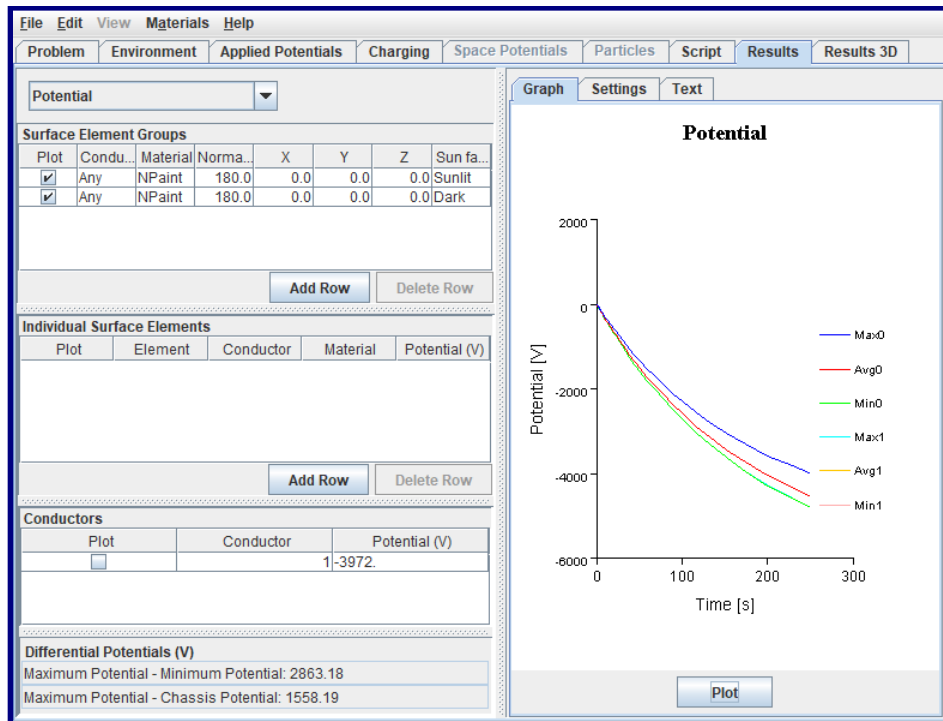 File Edit View Materials Help
Problem Environment Applied Potentials Charging Space Potentials Particles Script Results Results 3D
Potential
Surface Element Groups
Plot Condu... Material Norma... X Y Z Sun fa...
Any NPaint 180.0 0.0 0.0 0.0 Sunlit
Any NPaint 180.0 0.0 0.0 0.0 Dark
Add Row Delete Row
Individual Surface Elements
Plot Element Conductor Material Potential (V)
Add Row Delete Row
Conductors
Plot Conductor Potential (V)
1 -3972.
Differential Potentials (V)
Maximum Potential - Minimum Potential: 2863.18
Maximum Potential - Chassis Potential: 1558.19
Graph Settings Text
Potential
2000
0
-2000
-4000
-6000
Potential [V]
0 100 200 300
Time [s]
Max0
Avg0
Min0
Max1
Avg1
Min1
Plot